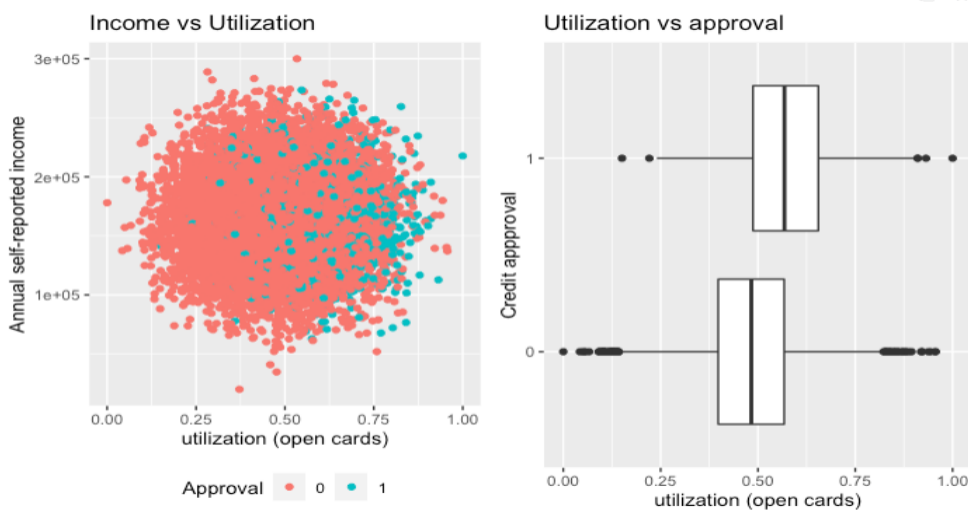 Income vs Utilization
3e+05
2e+05
1e+05
Annual self-reported income
0.00 0.25 0.50 0.75 1.00
utilization (open cards)
Approval 0 1
Utilization vs approval
1
0
Credit appproval
0.00 0.25 0.50 0.75 1.00
utilization (open cards)